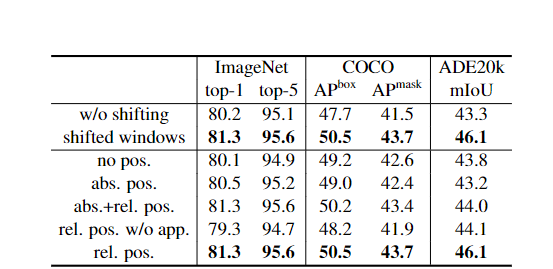 ImageNet COCO ADE20k
top-1 top-5 APbox APmask mIoU
w/o shifting 80.2 95.1 47.7 41.5 43.3
shifted windows 81.3 95.6 50.5 43.7 46.1
no pos. 80.1 94.9 49.2 42.6 43.8
abs. pos. 80.5 95.2 49.0 42.4 43.2
abs.+rel. pos. 81.3 95.6 50.2 43.4 44.0
rel. pos. w/o app. 79.3 94.7 48.2 41.9 44.1
rel. pos. 81.3 95.6 50.5 43.7 46.1